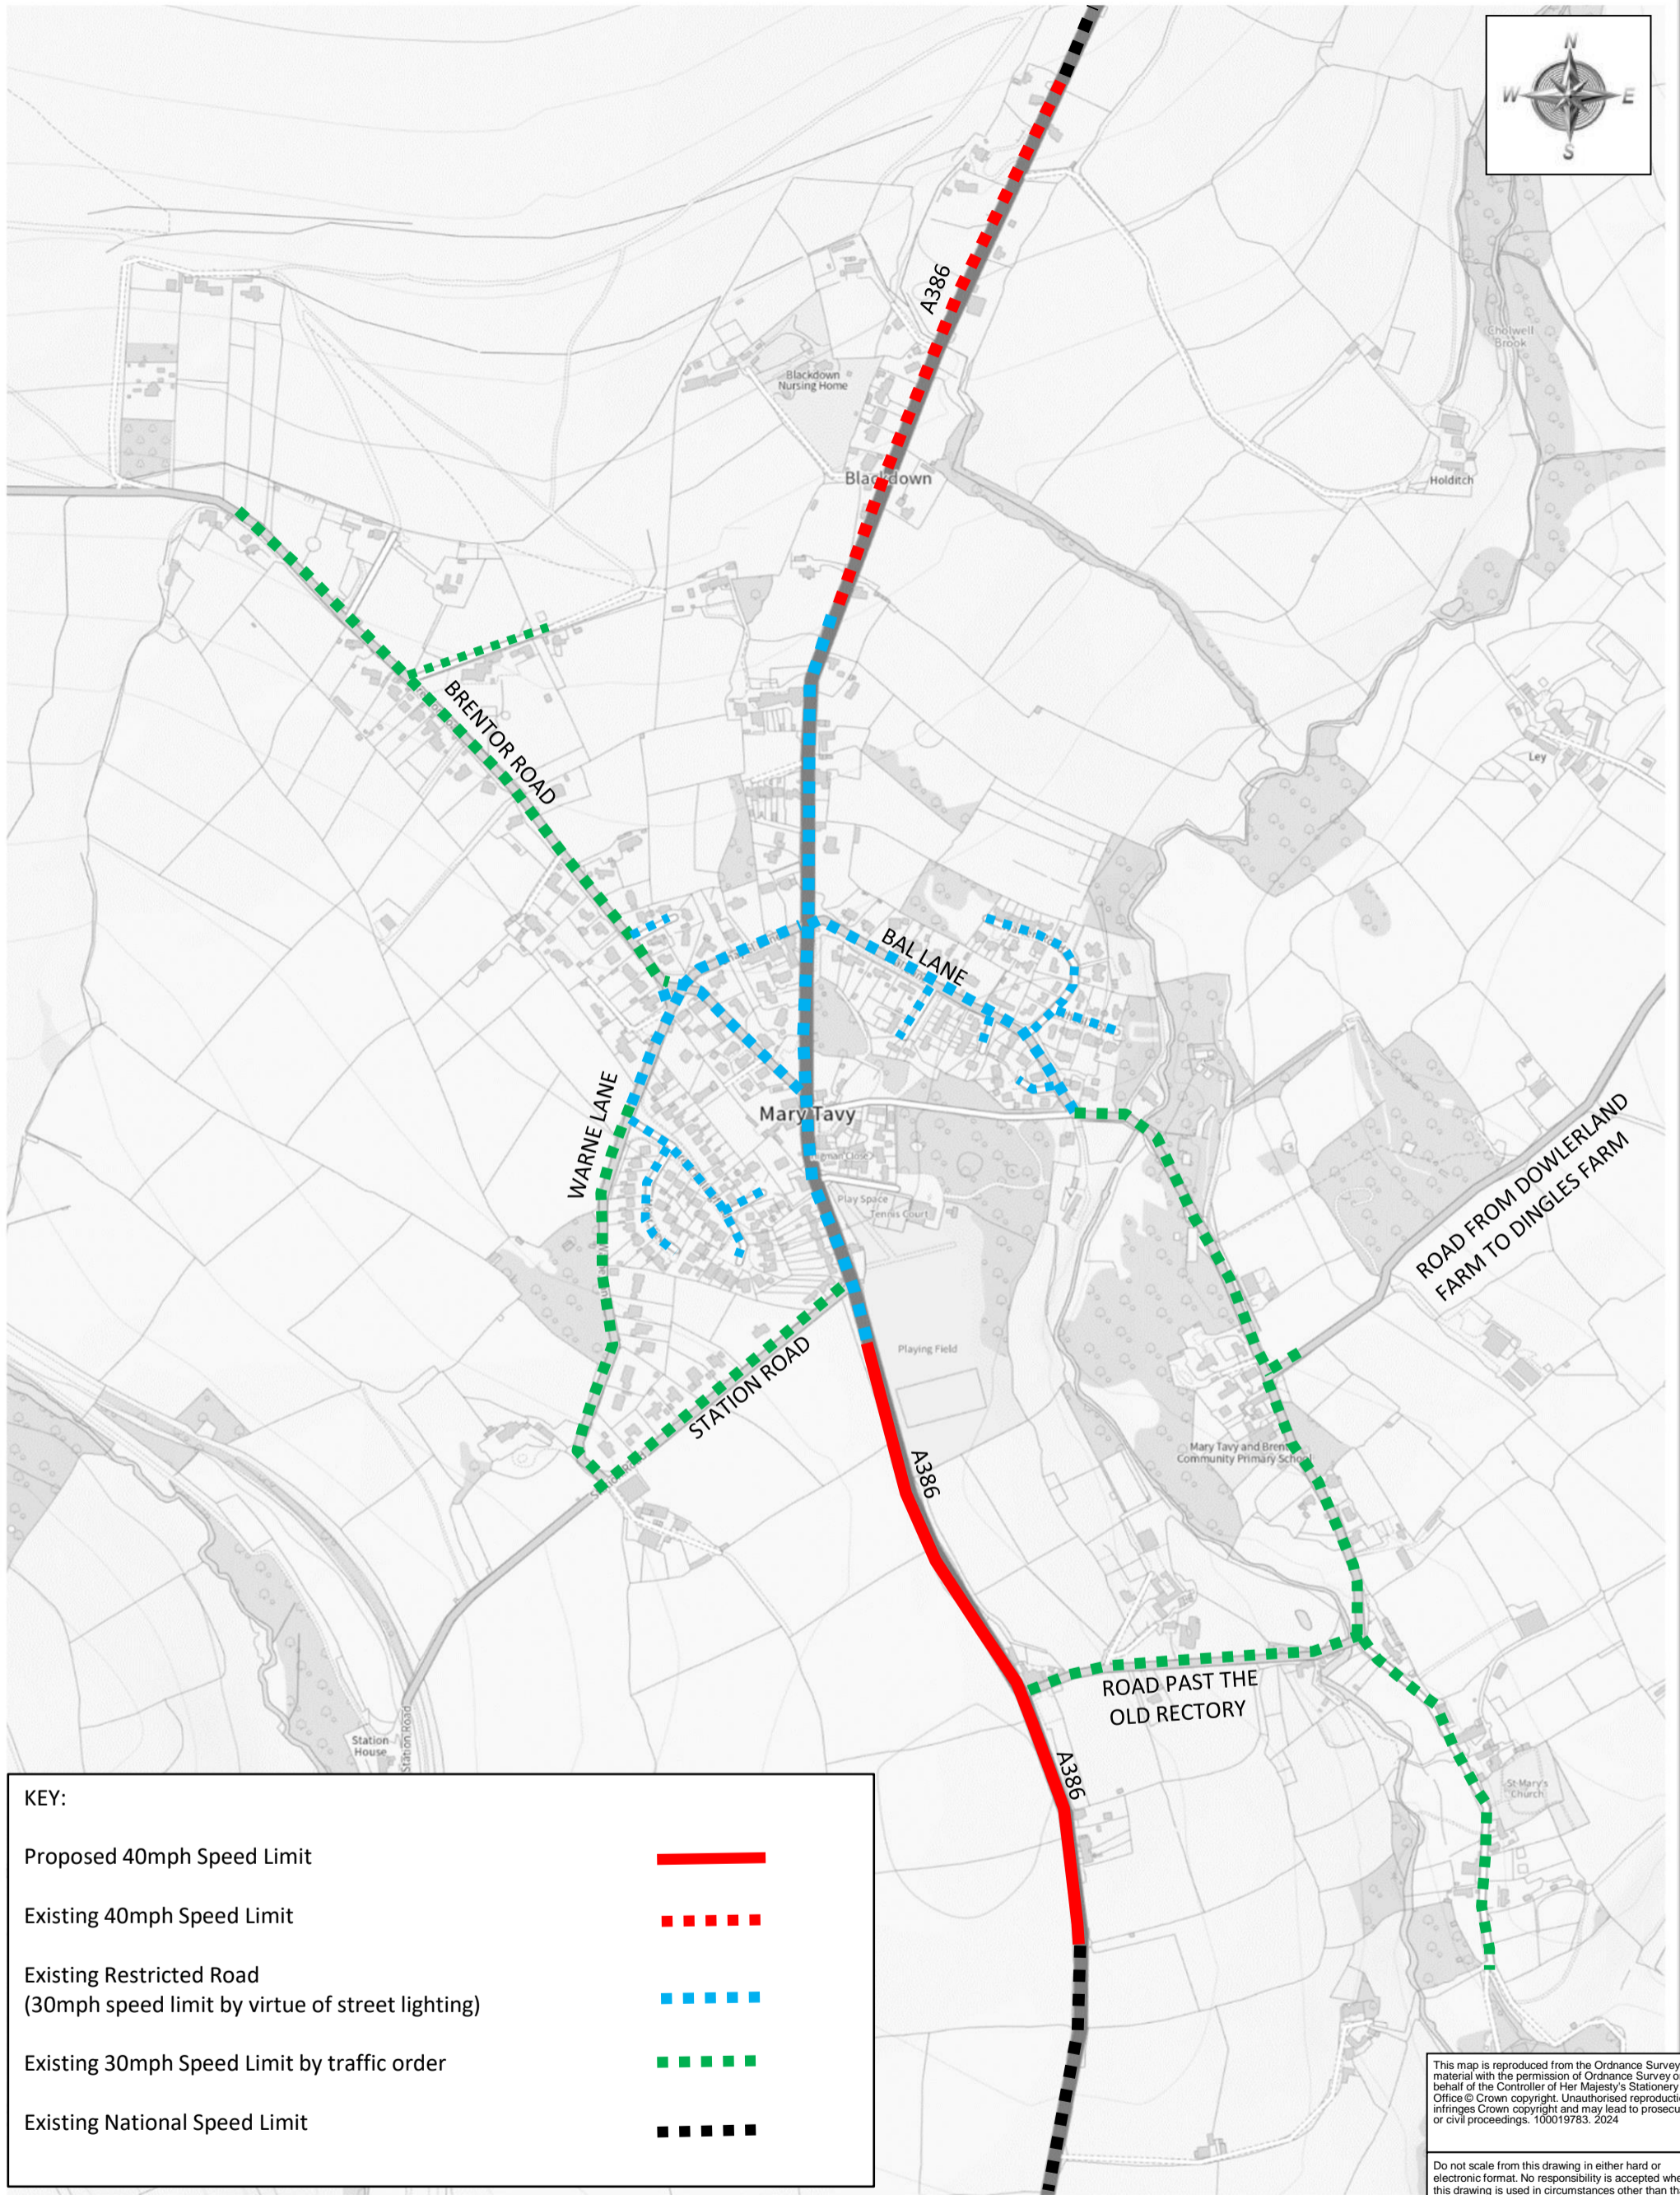 N
W E
S
A386
Cholwell
Brook
Blackdown
Nursing Home
Blackdown
Holditch
BRENTOR ROAD
Ley
BAL LANE
WARNE LANE
Mary Tavy
ROAD FROM DOWLERLAND
FARM TO DINGLES FARM
Play Space
Tennis Court
Playing Field
STATION ROAD
A386
Mary Tavy and Brent
Community Primary School
ROAD PAST THE
OLD RECTORY
Station
House
Station Road
A386
St Mary's
Church
KEY:
Proposed 40mph Speed Limit
Existing 40mph Speed Limit
Existing Restricted Road
(30mph speed limit by virtue of street lighting)
Existing 30mph Speed Limit by traffic order
Existing National Speed Limit
This map is reproduced from the Ordnance Survey
material with the permission of Ordnance Survey o
behalf of the Controller of Her Majesty's Stationery
Office © Crown copyright. Unauthorised reproducti
infringes Crown copyright and may lead to prosecu
or civil proceedings. 100019783. 2024
Do not scale from this drawing in either hard or
electronic format. No responsibility is accepted whe
this drawing is used in circumstances other than th